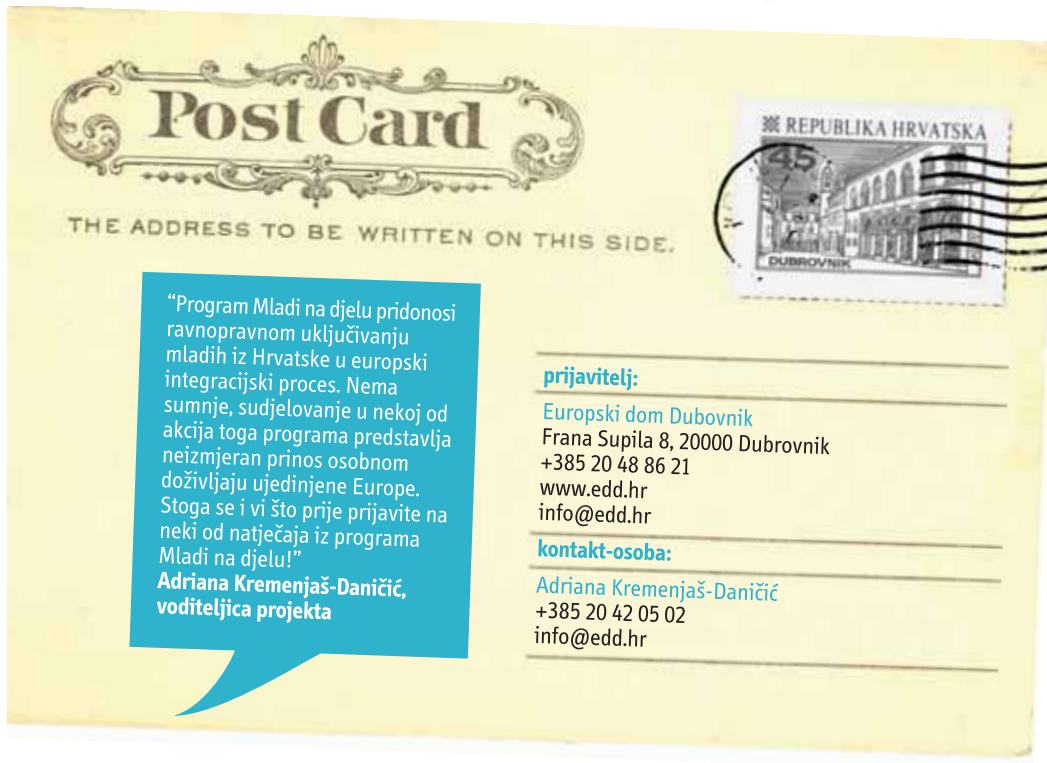 Post Card
THE ADDRESS TO BE WRITTEN ON THIS SIDE.
REPUBLIKA HRVATSKA
45
DUBROVNIK
“Program Mladi na djelu pridonosi
ravnopravnom uključivanju
mladih iz Hrvatske u europski
integracijski proces. Nema
sumnje, sudjelovanje u nekoj od
akcija toga programa predstavlja
neizmjeran prinos osobnom
doživljaju ujedinjene Europe.
Stoga se i vi što prije prijavite na
neki od natječaja iz programa
Mladi na djelu!”
Adriana Kremenjaš-Daničić,
voditeljica projekta
prijavitelj:
Europski dom Dubovnik
Frana Supila 8, 20000 Dubrovnik
+385 20 48 86 21
www.edd.hr
info@edd.hr
kontakt-osoba:
Adriana Kremenjaš-Daničić
+385 20 42 05 02
info@edd.hr